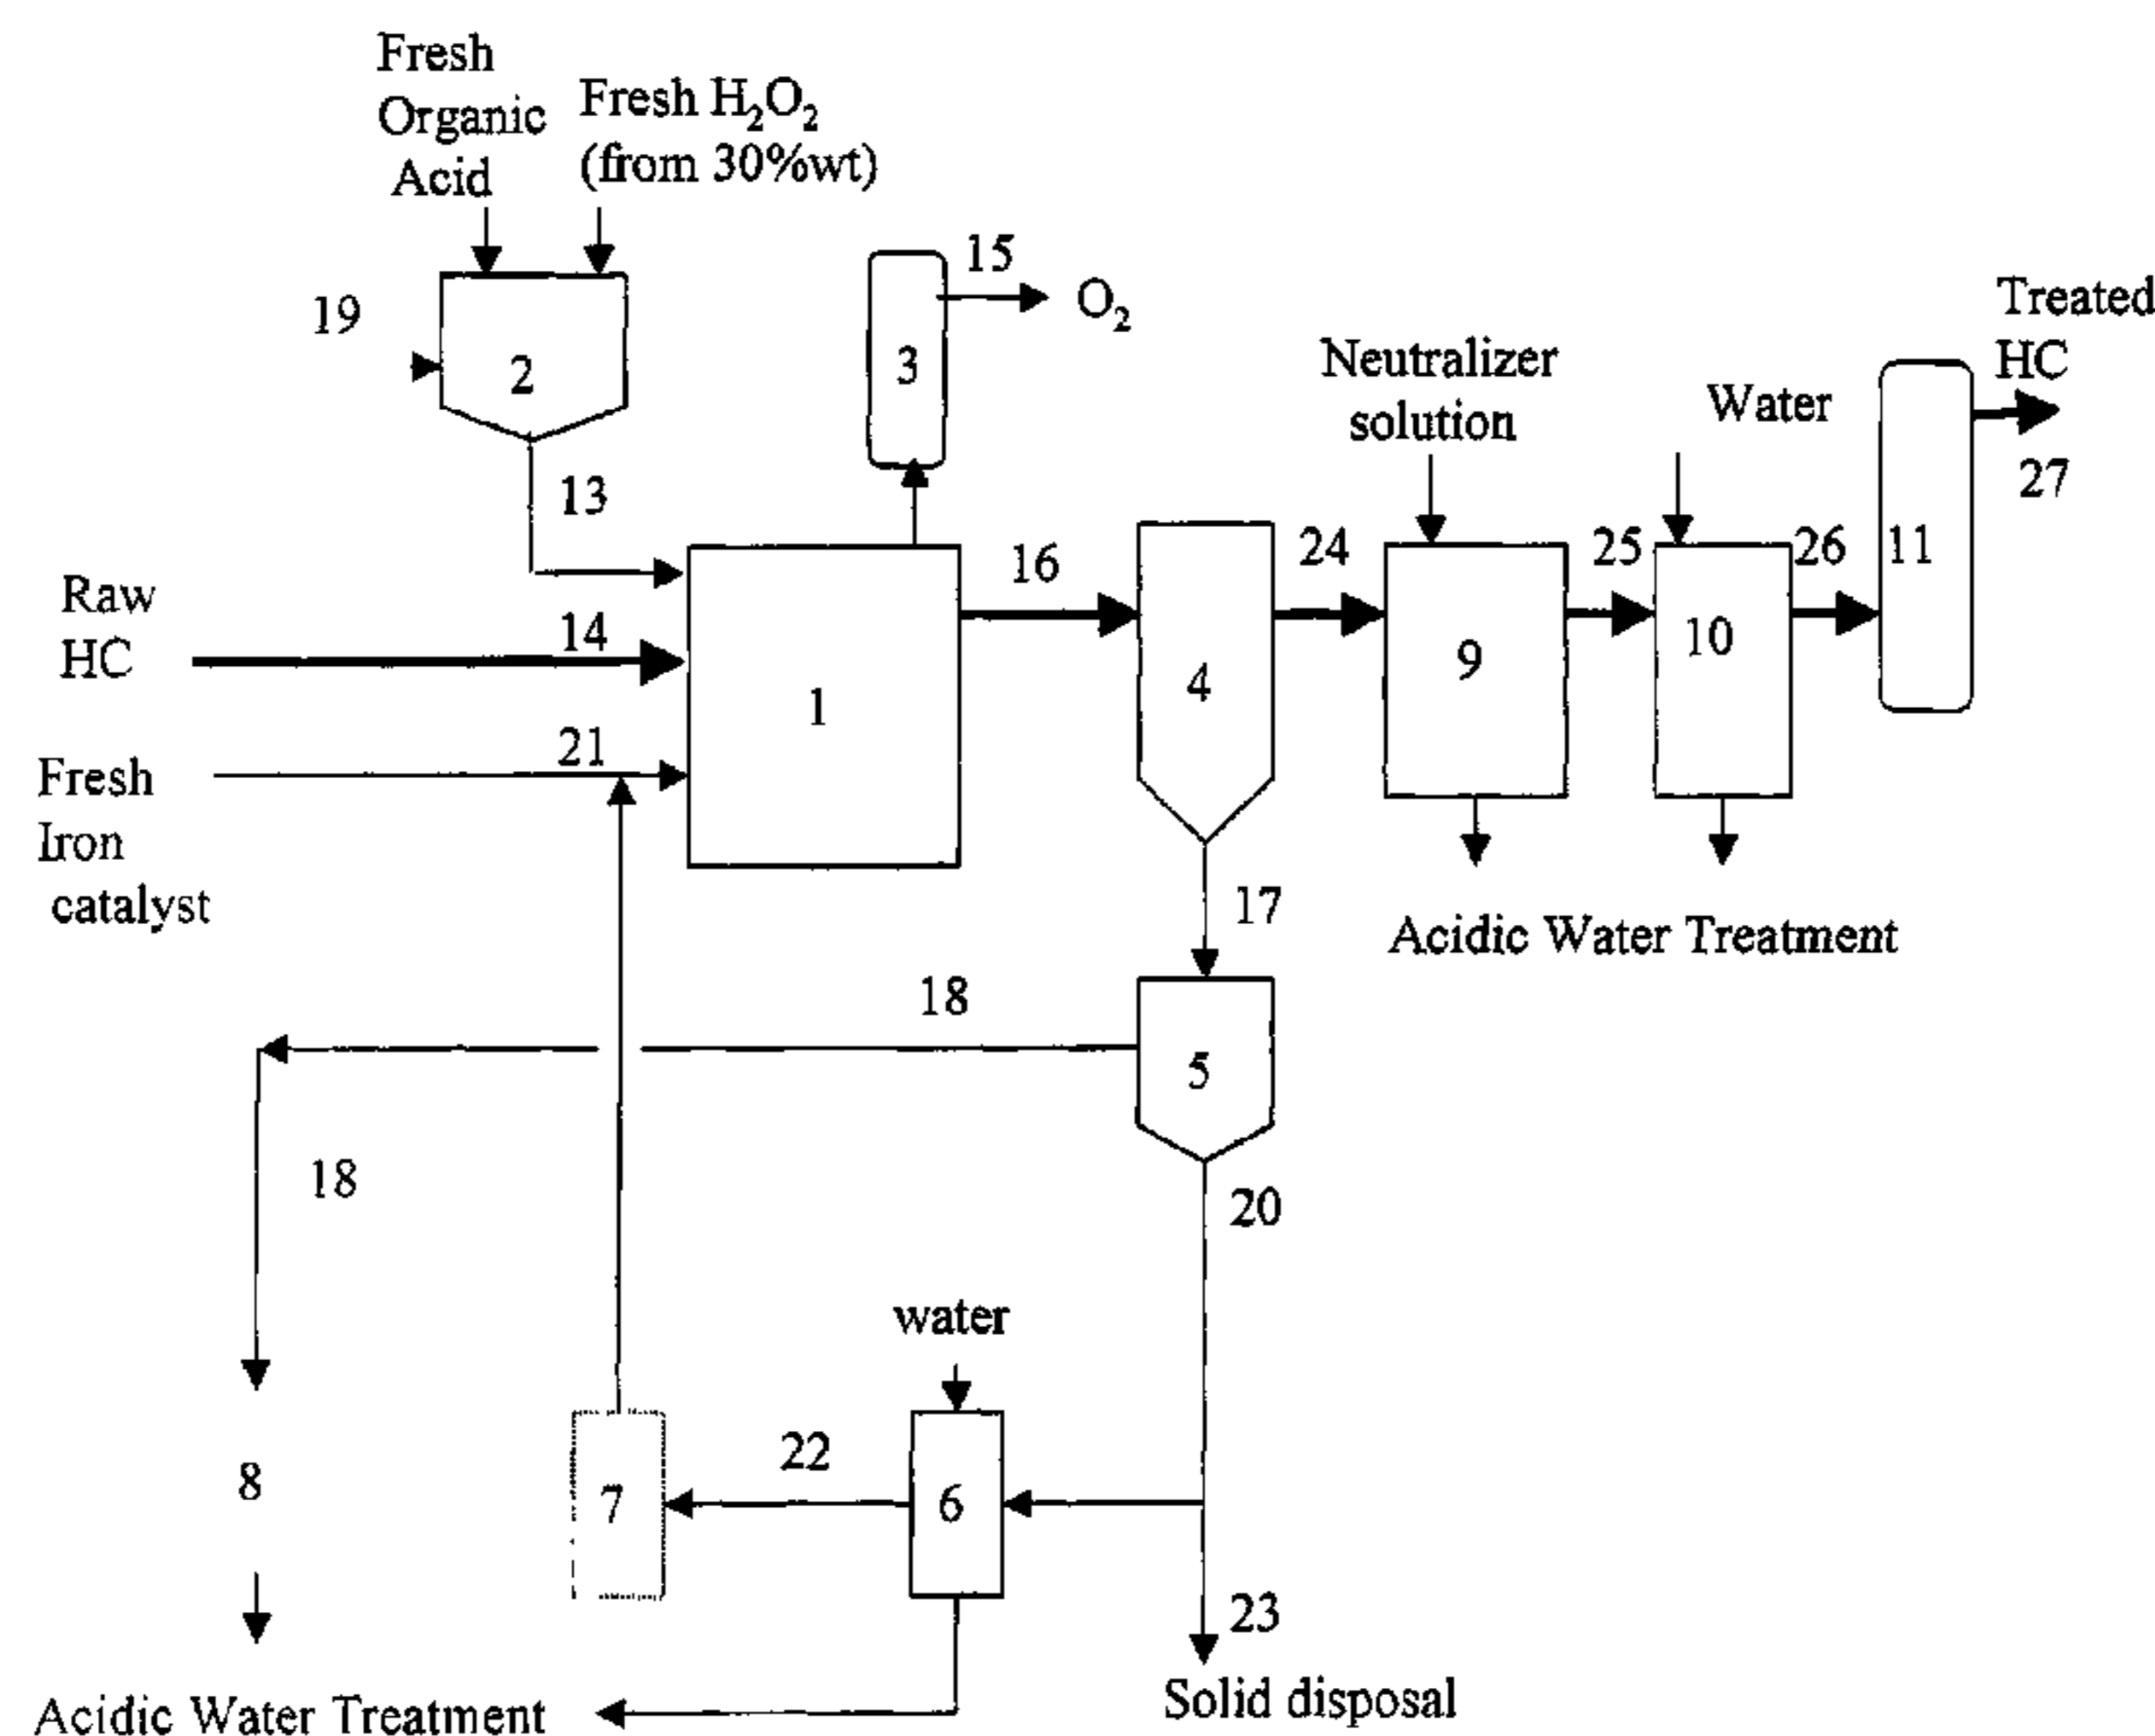 Fresh
Organic
Acid
Fresh H₂O₂
(from 30%wt)
19
2
13
3
15
O₂
Raw
HC
14
21
Fresh
Iron
catalyst
1
16
4
24
Neutralizer
solution
9
25
Water
10
26
11
Treated
HC
27
Acidic Water Treatment
17
18
5
18
20
water
22
7
6
8
23
Solid disposal
Acidic Water Treatment